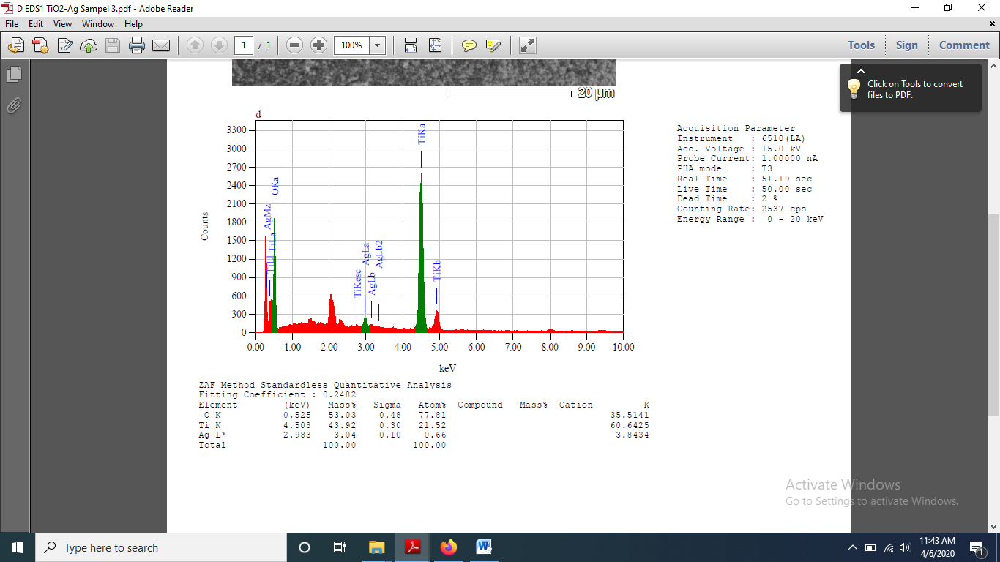 D EDS1 TiO2-Ag Sampel 3.pdf - Adobe Reader
File Edit View Window Help
1 / 1 100% Tools Sign Comment
Click on Tools to convert
files to PDF.
20 µm
d
3300
3000
2700
2400
2100
1800
1500
1200
900
600
300
0
Counts
AgMz
TiLl
TiLa
OKa
TiKesc
AgLa
AgLb
AgLb2
TiKa
TiKb
0.00 1.00 2.00 3.00 4.00 5.00 6.00 7.00 8.00 9.00 10.00
keV
Acquisition Parameter
Instrument : 6510(LA)
Acc. Voltage : 15.0 kV
Probe Current: 1.00000 nA
PHA mode : T3
Real Time : 51.19 sec
Live Time : 50.00 sec
Dead Time : 2 %
Counting Rate: 2537 cps
Energy Range : 0 - 20 keV
ZAF Method Standardless Quantitative Analysis
Fitting Coefficient : 0.2482
Element (keV) Mass% Sigma Atom% Compound Mass% Cation K
O K 0.525 53.03 0.48 77.81 35.5141
Ti K 4.508 43.92 0.30 21.52 60.6425
Ag L* 2.983 3.04 0.10 0.66 3.8434
Total 100.00 100.00
Activate Windows
Go to Settings to activate Windows.
Type here to search
11:43 AM
4/6/2020
1